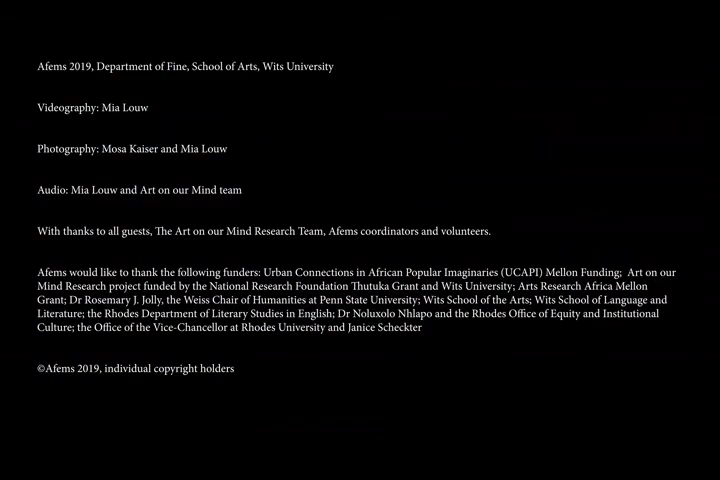 Afems 2019, Department of Fine, School of Arts, Wits University
Videography: Mia Louw
Photography: Mosa Kaiser and Mia Louw
Audio: Mia Louw and Art on our Mind team
With thanks to all guests, The Art on our Mind Research Team, Afems coordinators and volunteers.
Afems would like to thank the following funders: Urban Connections in African Popular Imaginaries (UCAPI) Mellon Funding;  Art on our
Mind Research project funded by the National Research Foundation Thutuka Grant and Wits University; Arts Research Africa Mellon
Grant; Dr Rosemary J. Jolly, the Weiss Chair of Humanities at Penn State University; Wits School of the Arts; Wits School of Language and
Literature; the Rhodes Department of Literary Studies in English; Dr Noluxolo Nhlapo and the Rhodes Office of Equity and Institutional
Culture; the Office of the Vice-Chancellor at Rhodes University and Janice Scheckter
©Afems 2019, individual copyright holders